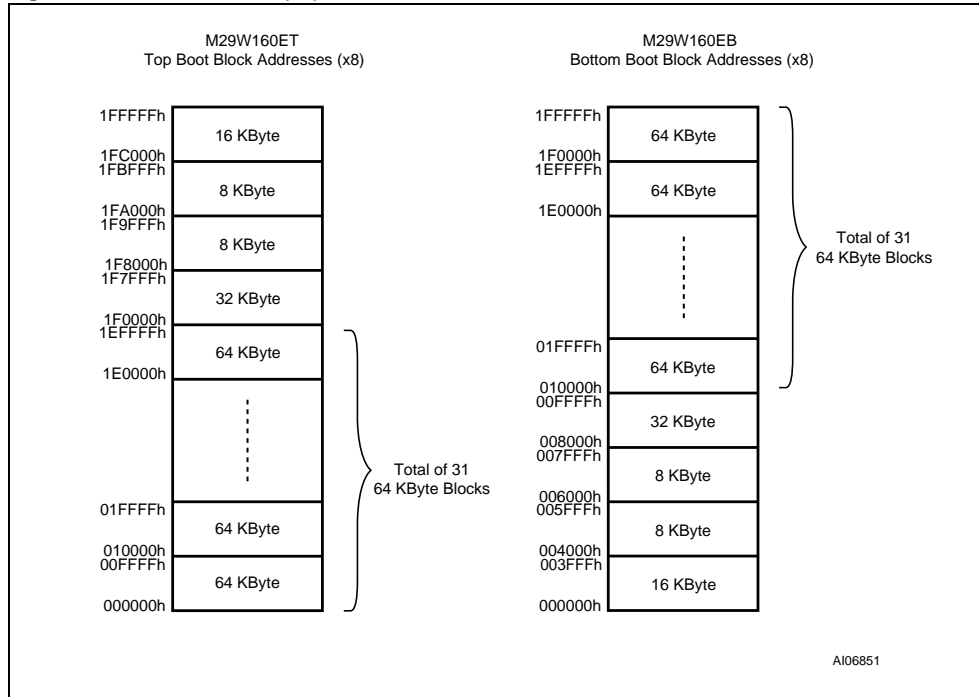 M29W160ET
Top Boot Block Addresses (x8)
1FFFFFh
16 KByte
1FC000h
1FBFFFh
8 KByte
1FA000h
1F9FFFh
8 KByte
1F8000h
1F7FFFh
32 KByte
1F0000h
1EFFFFh
64 KByte
1E0000h
Total of 31
64 KByte Blocks
01FFFFh
64 KByte
010000h
00FFFFh
64 KByte
000000h
M29W160EB
Bottom Boot Block Addresses (x8)
1FFFFFh
64 KByte
1F0000h
1EFFFFh
64 KByte
1E0000h
Total of 31
64 KByte Blocks
01FFFFh
64 KByte
010000h
00FFFFh
32 KByte
008000h
007FFFh
8 KByte
006000h
005FFFh
8 KByte
004000h
003FFFh
16 KByte
000000h
AI06851